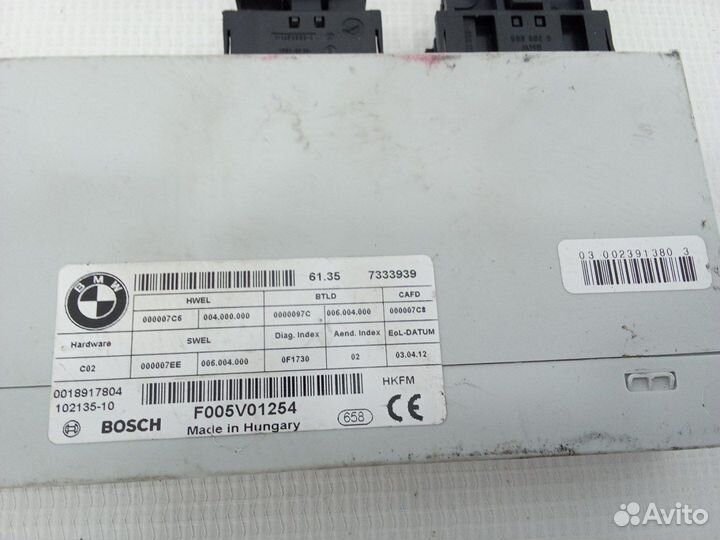 03 002391380 3
BMW
61.35 7333939
HWEL BTLD CAFD
000007C6 004.000.000 0000097C 006.004.000 000007C8
Hardware SWEL Diag. Index Aend. Index EoL-DATUM
C02 000007EE 006.004.000 0F1730 02 03.04.12
0018917804
102135-10
HKFM
BOSCH F005V01254 658 CE
Made in Hungary
Avito